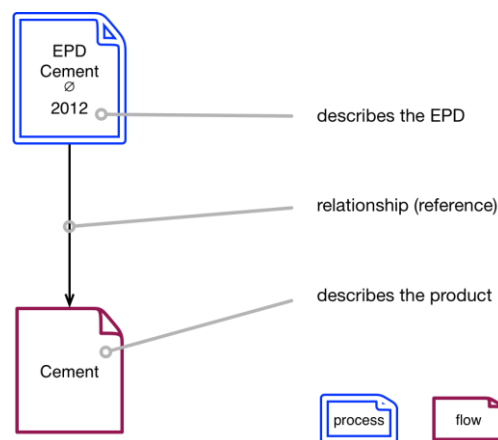 EPD
Cement
∅
2012
describes the EPD
relationship (reference)
describes the product
Cement
process
flow